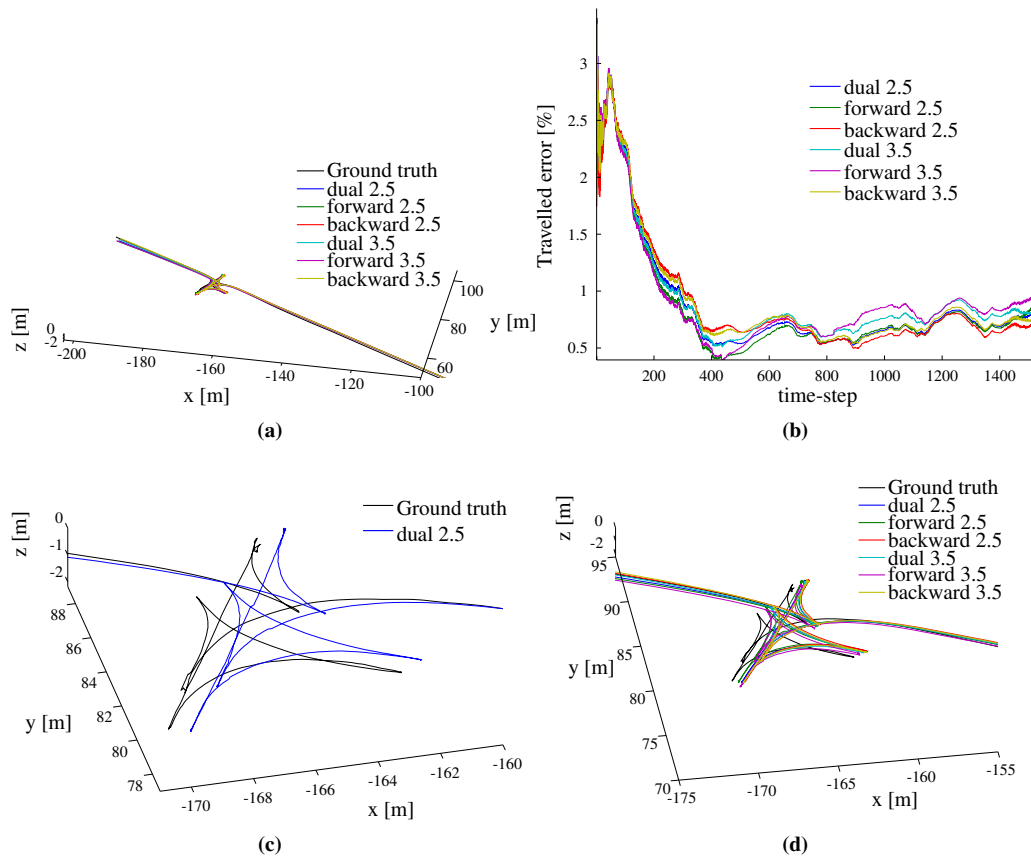 Ground truth
dual 2.5
forward 2.5
backward 2.5
dual 3.5
forward 3.5
backward 3.5
z [m]
0
-2
-200
-180
-160
-140
-120
-100
x [m]
60
80
100
y [m]
(a)
Travelled error [%]
3
2.5
2
1.5
1
0.5
200
400
600
800
1000
1200
1400
time-step
dual 2.5
forward 2.5
backward 2.5
dual 3.5
forward 3.5
backward 3.5
(b)
Ground truth
dual 2.5
z [m]
0
-1
-2
88
86
84
82
80
78
y [m]
-170
-168
-166
-164
-162
-160
x [m]
(c)
Ground truth
dual 2.5
forward 2.5
backward 2.5
dual 3.5
forward 3.5
backward 3.5
z [m]
0
-2
95
90
85
80
75
70
y [m]
-175
-170
-165
-160
-155
x [m]
(d)